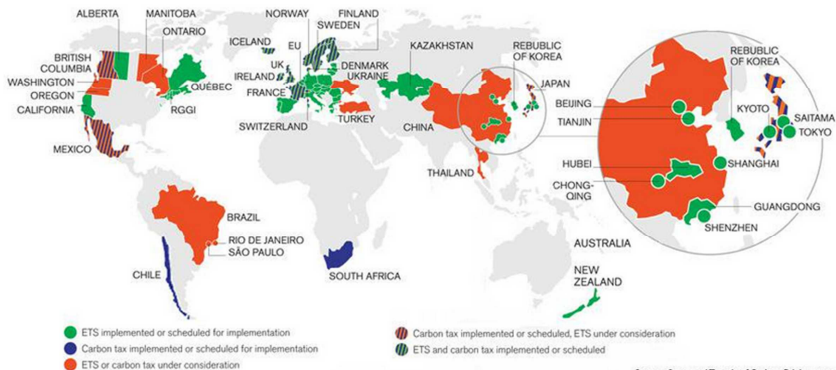 ALBERTA
MANITOBA
ONTARIO
BRITISH
COLUMBIA
WASHINGTON
OREGON
CALIFORNIA
QUÉBEC
RGGI
MEXICO
NORWAY
FINLAND
SWEDEN
ICELAND
EU
UK
IRELAND
FRANCE
DENMARK
UKRAINE
SWITZERLAND
TURKEY
KAZAKHSTAN
REPUBLIC
OF KOREA
JAPAN
CHINA
THAILAND
BRAZIL
RIO DE JANEIRO
SÃO PAULO
CHILE
SOUTH AFRICA
AUSTRALIA
NEW
ZEALAND
REPUBLIC
OF KOREA
BEIJING
TIANJIN
KYOTO
SAITAMA
TOKYO
HUBEI
SHANGHAI
CHONG-
QING
GUANGDONG
SHENZHEN
ETS implemented or scheduled for implementation
Carbon tax implemented or scheduled for implementation
ETS or carbon tax under consideration
Carbon tax implemented or scheduled, ETS under consideration
ETS and carbon tax implemented or scheduled